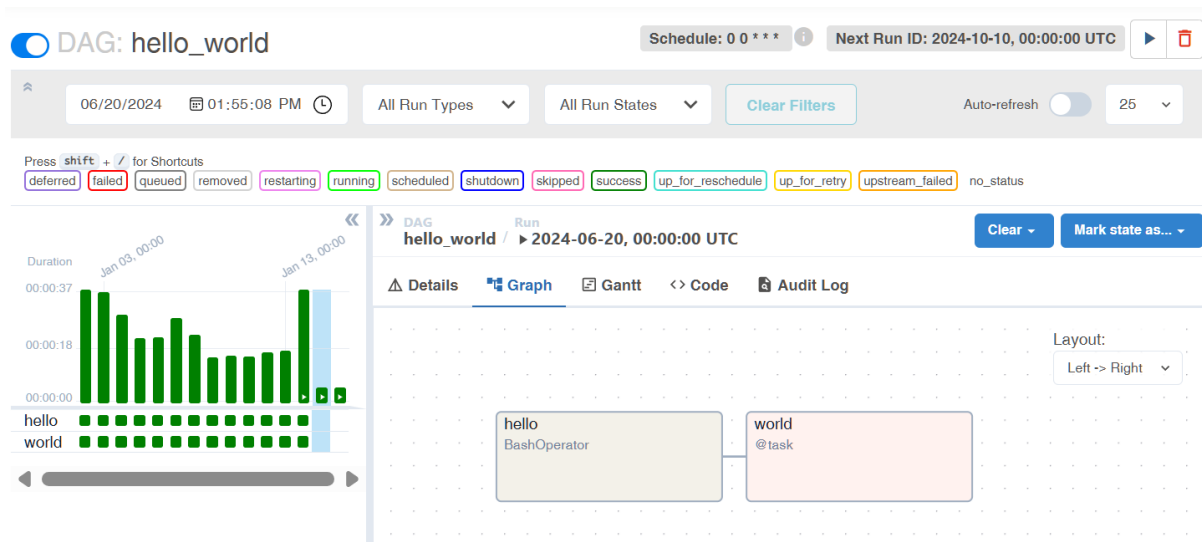 DAG: hello_world
Schedule: 0 0 * * *
Next Run ID: 2024-10-10, 00:00:00 UTC
06/20/2024 01:55:08 PM
All Run Types
All Run States
Clear Filters
Auto-refresh
25
Press shift + / for Shortcuts
deferred failed queued removed restarting running scheduled shutdown skipped success up_for_reschedule up_for_retry upstream_failed no_status
Duration
Jan 03, 00:00
Jan 13, 00:00
00:00:37
00:00:18
00:00:00
hello
world
DAG
hello_world
/
Run
2024-06-20, 00:00:00 UTC
Clear
Mark state as...
Details
Graph
Gantt
<> Code
Audit Log
Layout:
Left -> Right
hello
BashOperator
world
@task